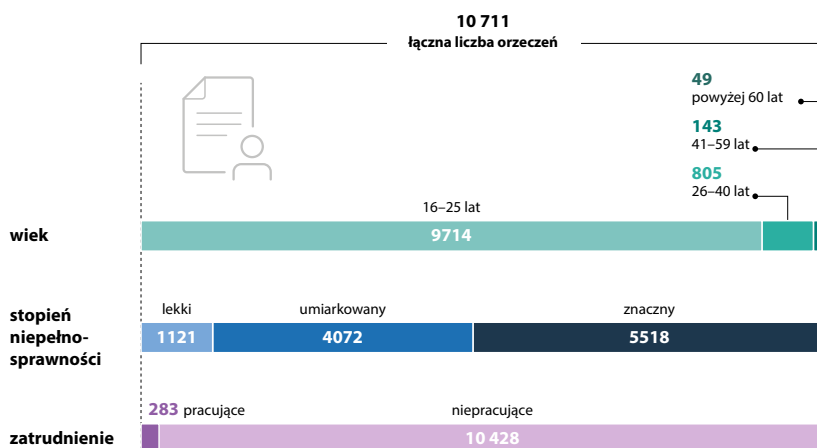 10 711
łączna liczba orzeczeń
49
powyżej 60 lat
143
41–59 lat
805
26–40 lat
16–25 lat
wiek
9714
stopień
niepełno-
sprawności
lekki
umiarkowany
znaczny
1121
4072
5518
283 pracujące
niepracujące
zatrudnienie
10 428